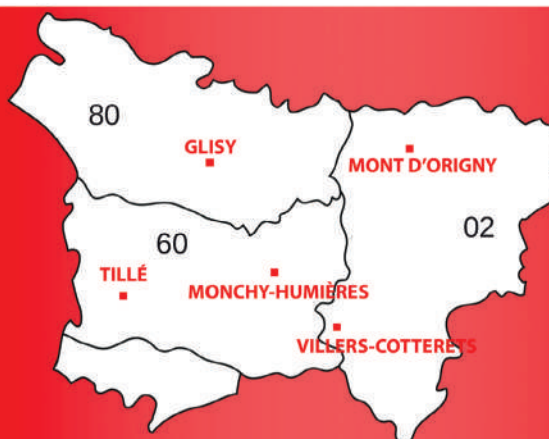 80
GLISY
MONT D'ORIGNY
02
60
TILLÉ
MONCHY-HUMIÈRES
VILLERS-COTTERETS